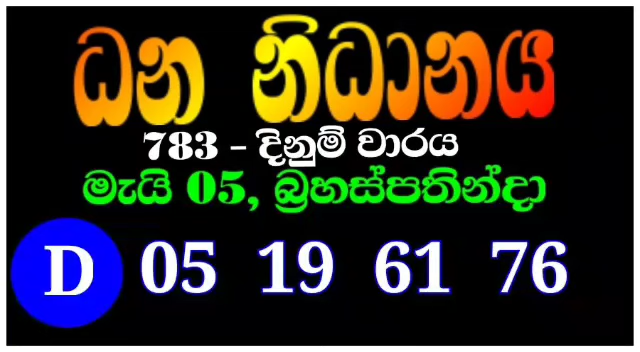 ධන නිධානය
783 - දිනුම් වාරය
මැයි 05, බ්‍රහස්පතින්දා
D 05 19 61 76